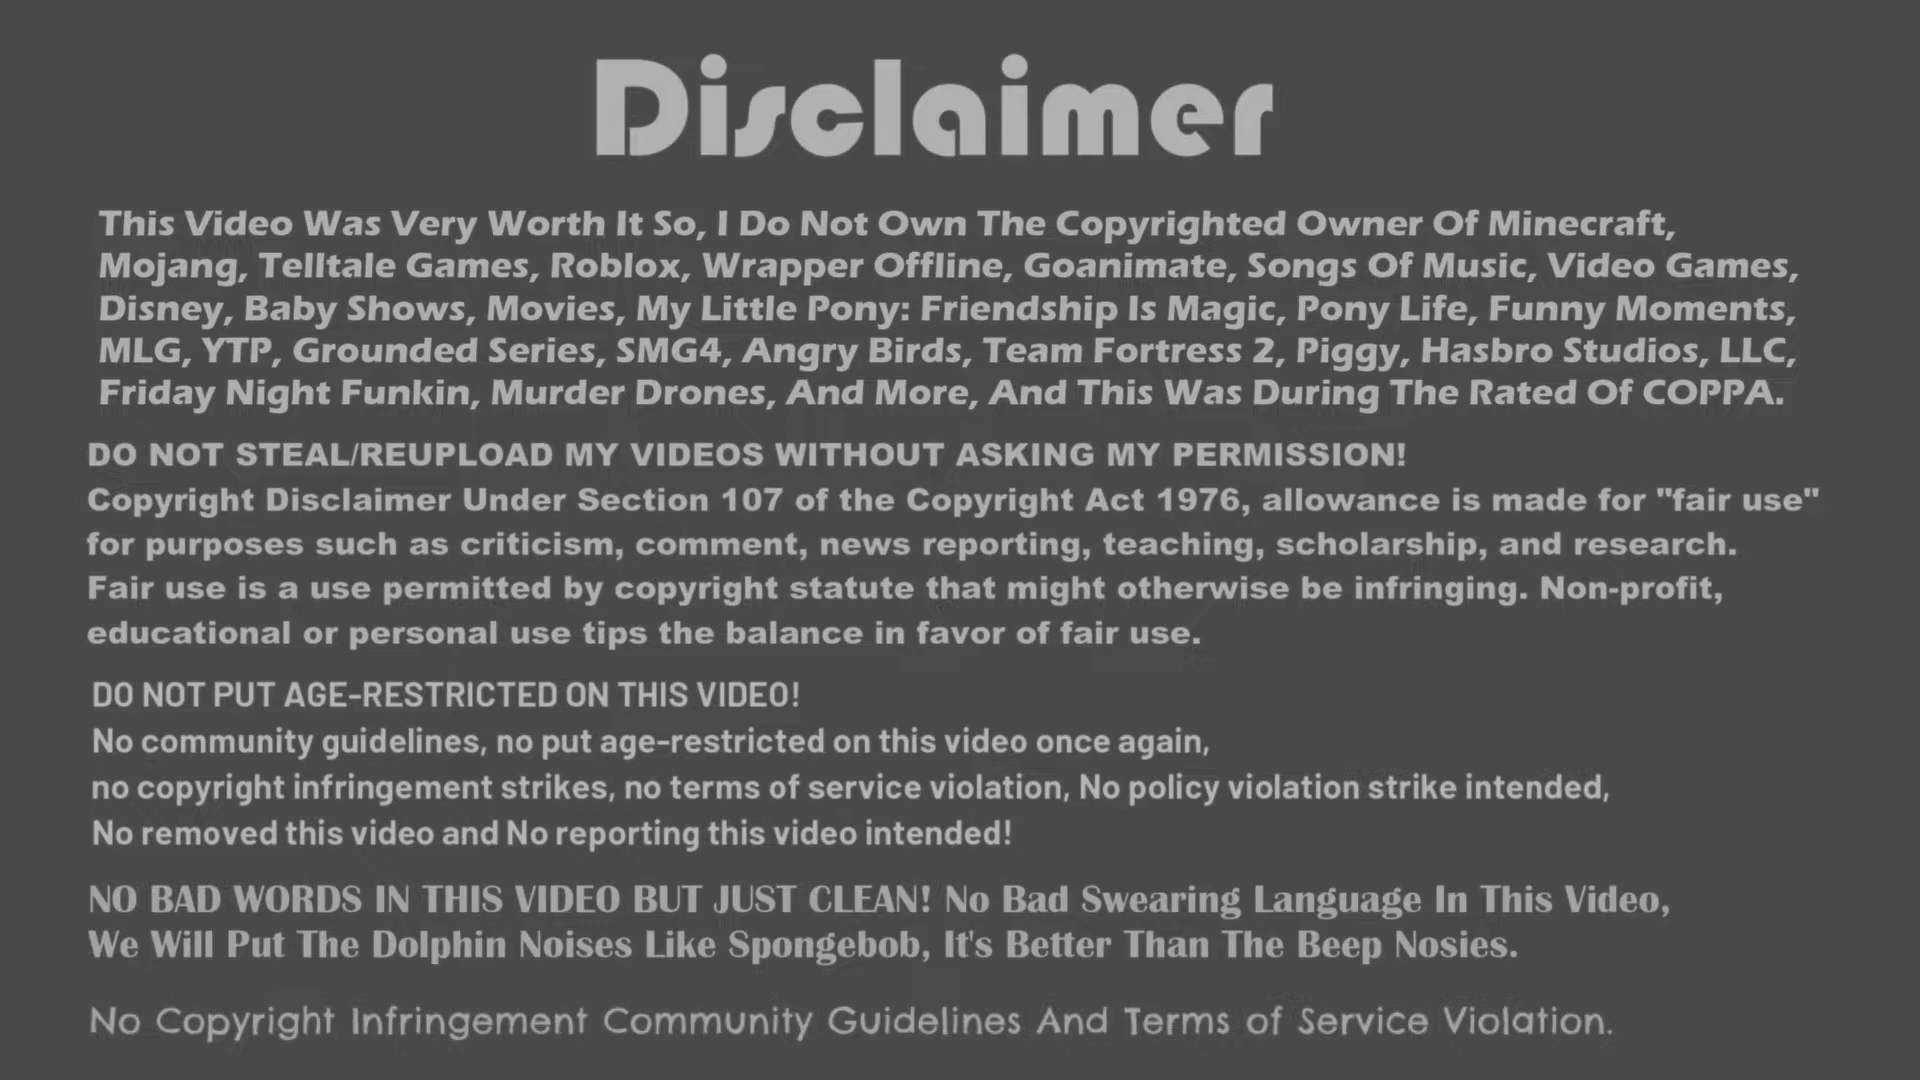 Disclaimer
This Video Was Very Worth It So, I Do Not Own The Copyrighted Owner Of Minecraft,
Mojang, Telltale Games, Roblox, Wrapper Offline, Goanimate, Songs Of Music, Video Games,
Disney, Baby Shows, Movies, My Little Pony: Friendship Is Magic, Pony Life, Funny Moments,
MLG, YTP, Grounded Series, SMG4, Angry Birds, Team Fortress 2, Piggy, Hasbro Studios, LLC,
Friday Night Funkin, Murder Drones, And More, And This Was During The Rated Of COPPA.
DO NOT STEAL/REUPLOAD MY VIDEOS WITHOUT ASKING MY PERMISSION!
Copyright Disclaimer Under Section 107 of the Copyright Act 1976, allowance is made for "fair use"
for purposes such as criticism, comment, news reporting, teaching, scholarship, and research.
Fair use is a use permitted by copyright statute that might otherwise be infringing. Non-profit,
educational or personal use tips the balance in favor of fair use.
DO NOT PUT AGE-RESTRICTED ON THIS VIDEO!
No community guidelines, no put age-restricted on this video once again,
no copyright infringement strikes, no terms of service violation, No policy violation strike intended,
No removed this video and No reporting this video intended!
NO BAD WORDS IN THIS VIDEO BUT JUST CLEAN! No Bad Swearing Language In This Video,
We Will Put The Dolphin Noises Like Spongebob, It's Better Than The Beep Nosies.
No Copyright Infringement Community Guidelines And Terms of Service Violation.